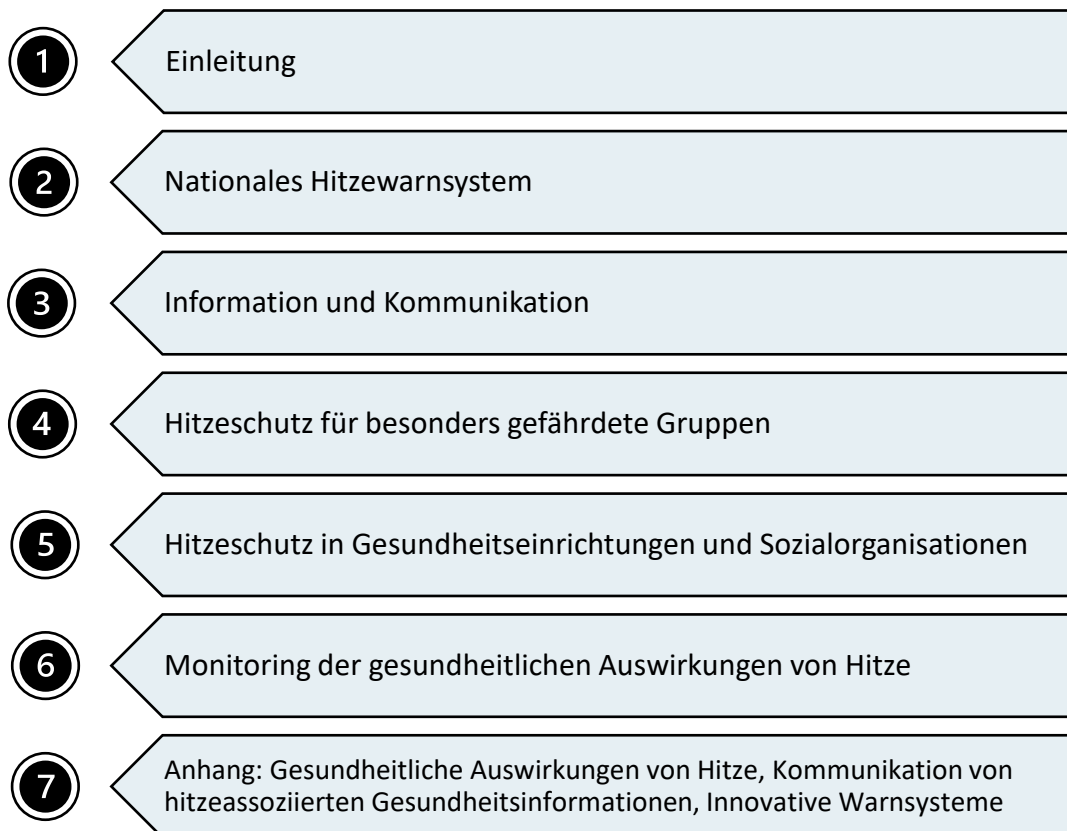 1 Einleitung
2 Nationales Hitzewarnsystem
3 Information und Kommunikation
4 Hitzeschutz für besonders gefährdete Gruppen
5 Hitzeschutz in Gesundheitseinrichtungen und Sozialorganisationen
6 Monitoring der gesundheitlichen Auswirkungen von Hitze
7 Anhang: Gesundheitliche Auswirkungen von Hitze, Kommunikation von
hitzeassoziierten Gesundheitsinformationen, Innovative Warnsysteme